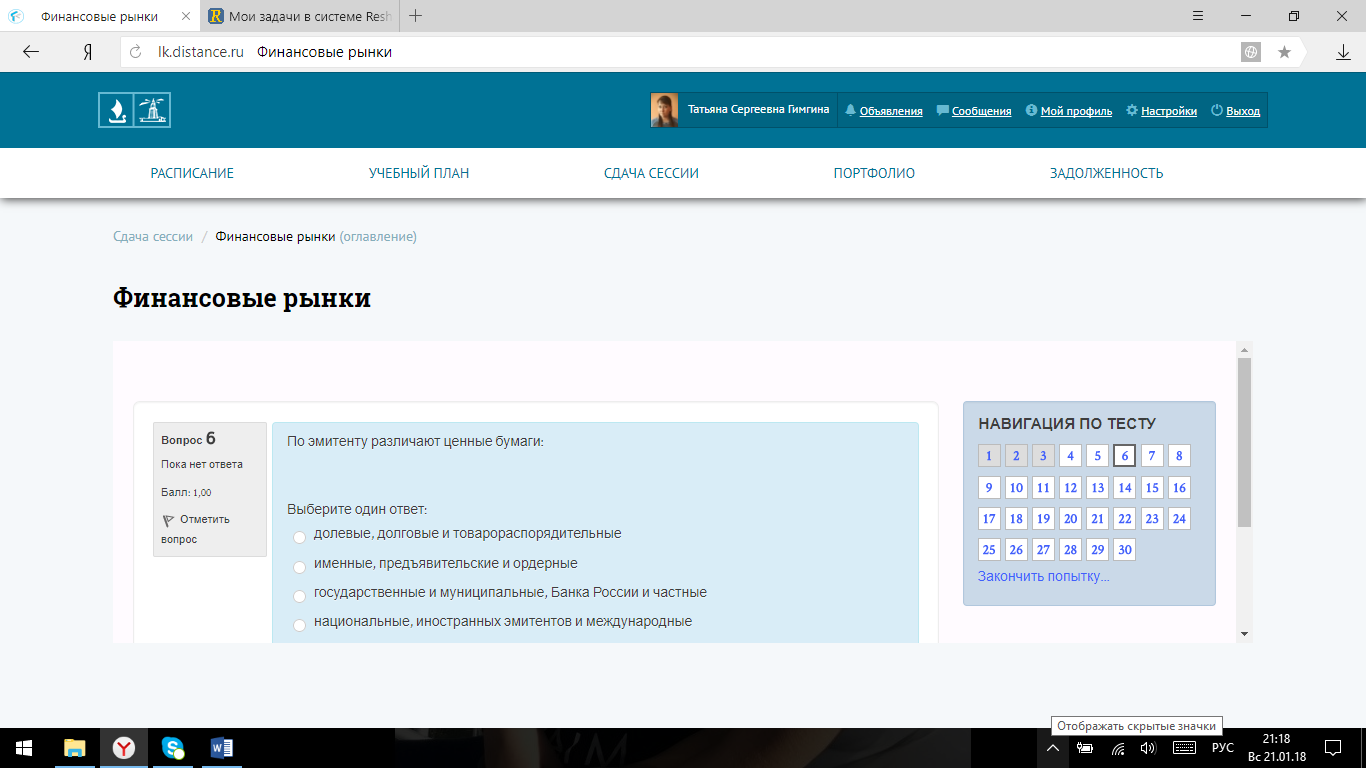 Финансовые рынки
Мои задачи в системе Resh
Я
lk.distance.ru Финансовые рынки
Татьяна Сергеевна Гимгина Объявления Сообщения Мой профиль Настройки Выход
РАСПИСАНИЕ УЧЕБНЫЙ ПЛАН СДАЧА СЕССИИ ПОРТФОЛИО ЗАДОЛЖЕННОСТЬ
Сдача сессии / Финансовые рынки (оглавление)
Финансовые рынки
Вопрос 6
Пока нет ответа
Балл: 1,00
Отметить
вопрос
По эмитенту различают ценные бумаги:
Выберите один ответ:
долевые, долговые и товарораспорядительные
именные, предъявительские и ордерные
государственные и муниципальные, Банка России и частные
национальные, иностранных эмитентов и международные
НАВИГАЦИЯ ПО ТЕСТУ
1 2 3 4 5 6 7 8
9 10 11 12 13 14 15 16
17 18 19 20 21 22 23 24
25 26 27 28 29 30
Закончить попытку...
Отображать скрытые значки
РУС
21:18
Вс 21.01.18